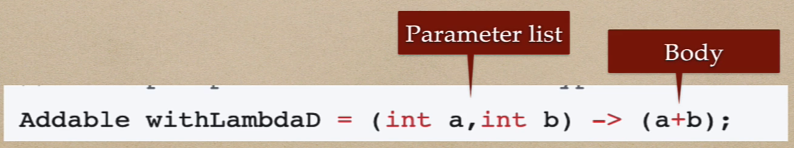 Parameter list
Body
Addable withLambdaD = (int a,int b) -> (a+b);